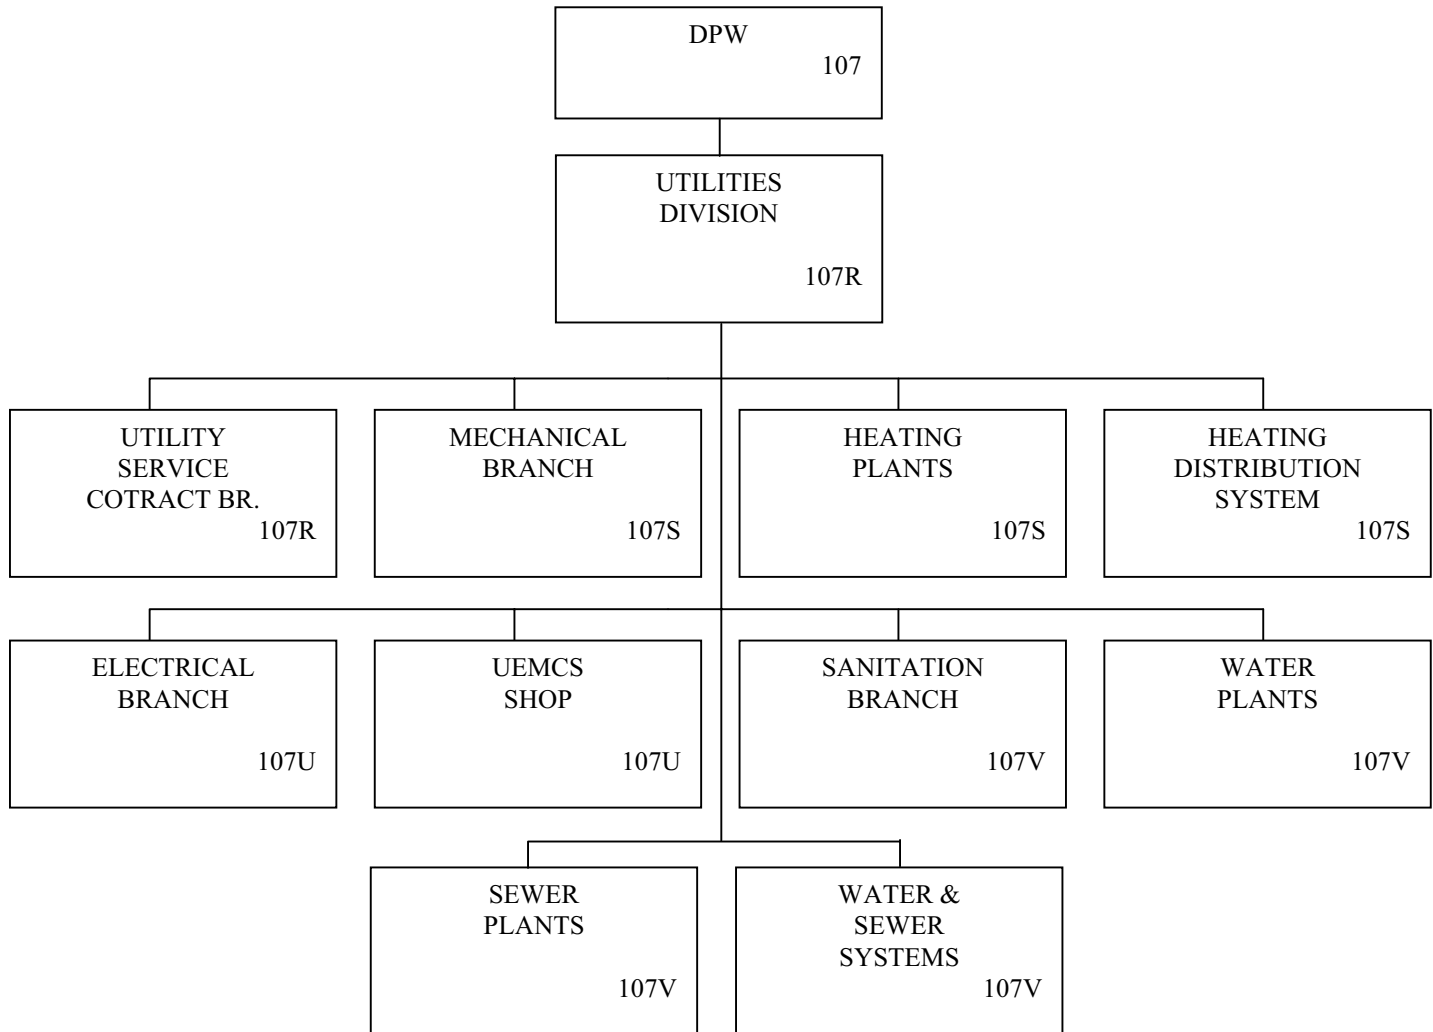 DPW
107
UTILITIES
DIVISION
107R
UTILITY
SERVICE
COTRACT BR.
107R
MECHANICAL
BRANCH
107S
HEATING
PLANTS
107S
HEATING
DISTRIBUTION
SYSTEM
107S
ELECTRICAL
BRANCH
107U
UEMCS
SHOP
107U
SANITATION
BRANCH
107V
WATER
PLANTS
107V
SEWER
PLANTS
107V
WATER &
SEWER
SYSTEMS
107V